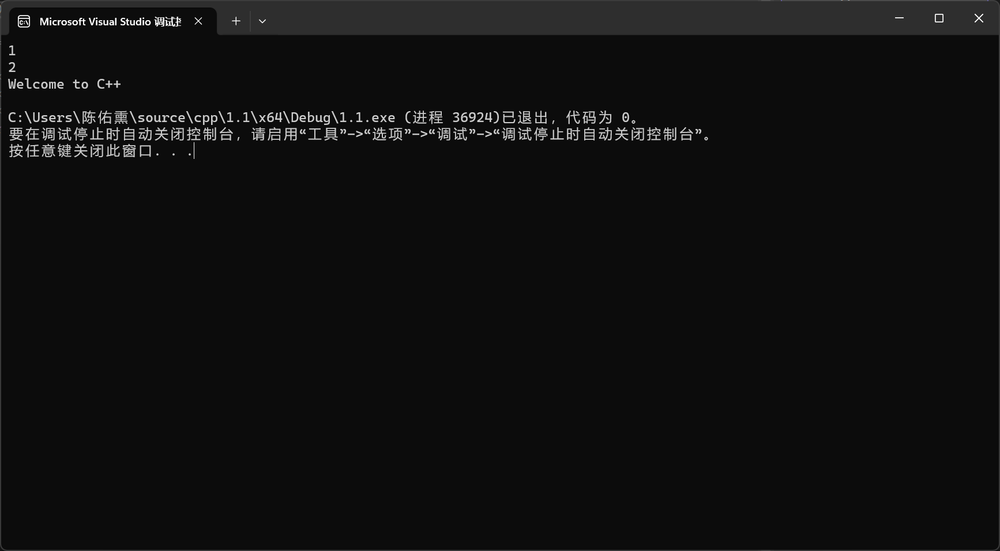 Microsoft Visual Studio 调试
1
2
Welcome to C++
C:\Users\陈佑熏\source\cpp\1.1\x64\Debug\1.1.exe (进程 36924)已退出，代码为 0。
要在调试停止时自动关闭控制台，请启用“工具”->“选项”->“调试”->“调试停止时自动关闭控制台”。
按任意键关闭此窗口. . .